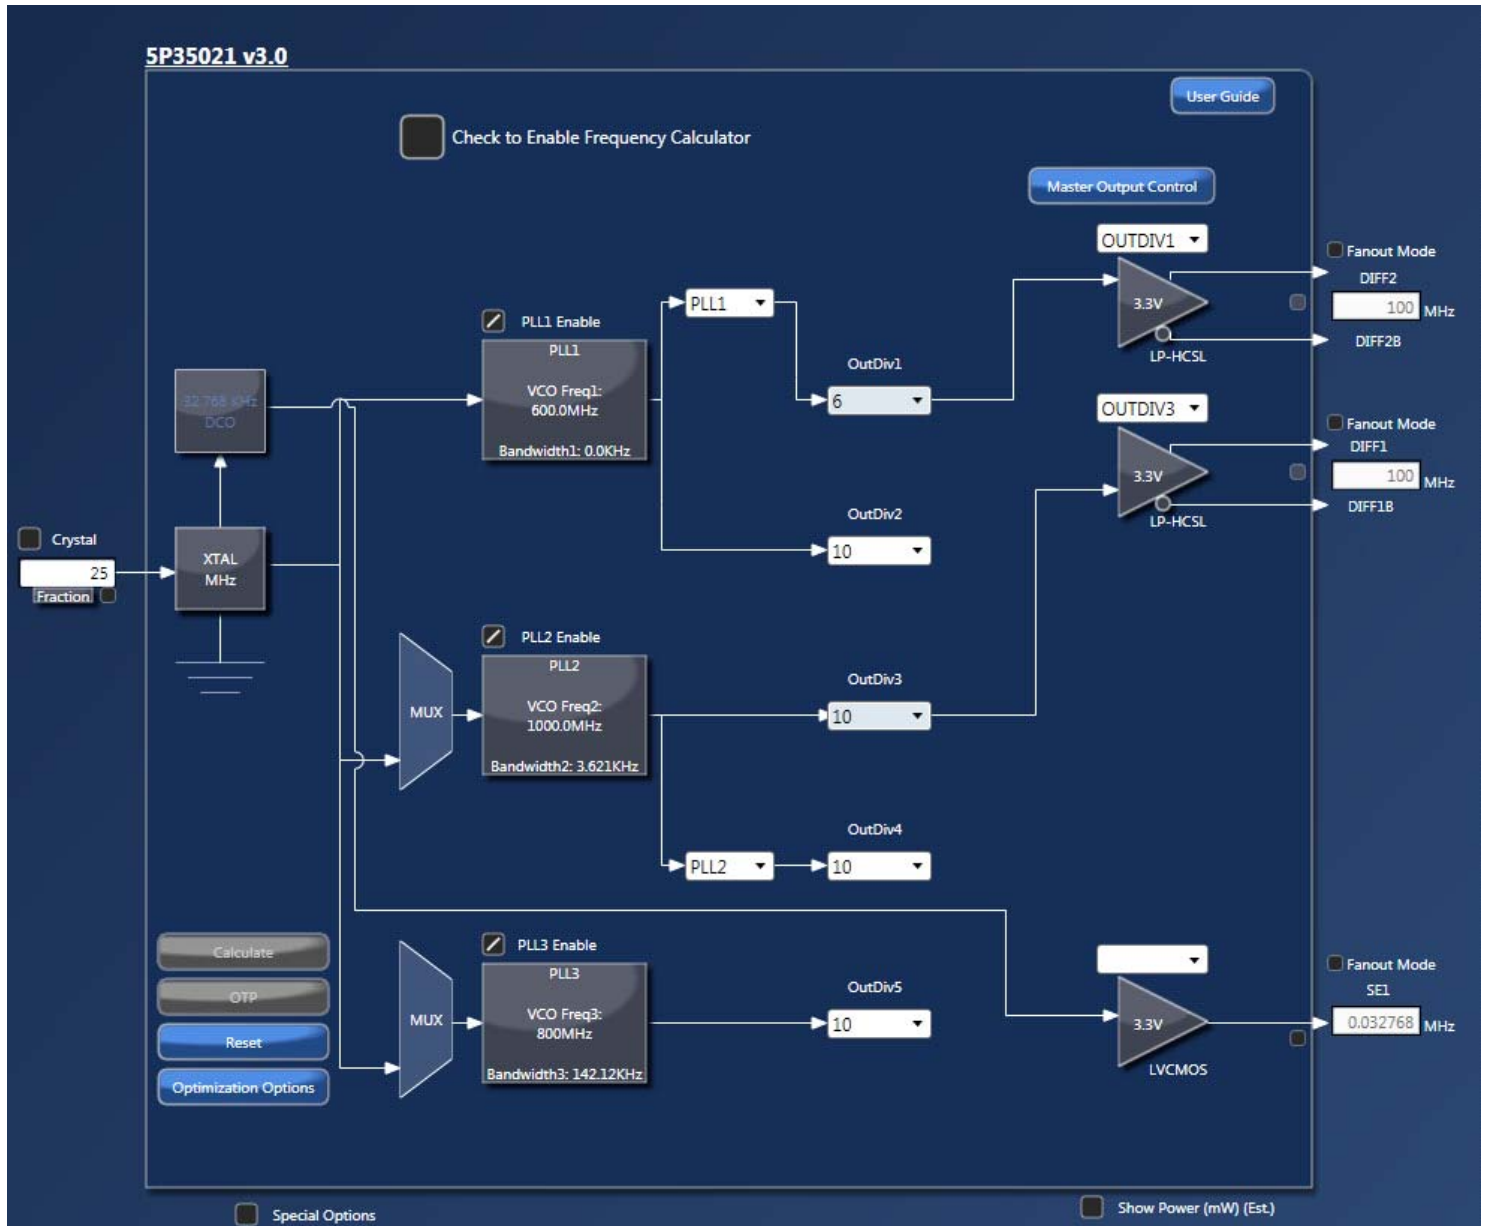 5P35021 v3.0
User Guide
Check to Enable Frequency Calculator
Master Output Control
OUTDIV1
Fanout Mode
DIFF2
3.3V
100 MHz
DIFF2B
LP-HCSL
PLL1
PLL1 Enable
PLL1
VCO Freq1:
600.0MHz
Bandwidth1: 0.0KHz
OutDiv1
6
OUTDIV3
Fanout Mode
DIFF1
3.3V
100 MHz
DIFF1B
LP-HCSL
32.768 KHz
DCO
OutDiv2
10
Crystal
25
Fraction
XTAL
MHz
PLL2 Enable
MUX
PLL2
VCO Freq2:
1000.0MHz
Bandwidth2: 3.621KHz
OutDiv3
10
OutDiv4
PLL2
10
Calculate
OTP
Reset
Optimization Options
PLL3 Enable
MUX
PLL3
VCO Freq3:
800MHz
Bandwidth3: 142.12KHz
OutDiv5
10
3.3V
LVCMOS
Fanout Mode
SE1
0.032768 MHz
Special Options
Show Power (mW) (Est.)